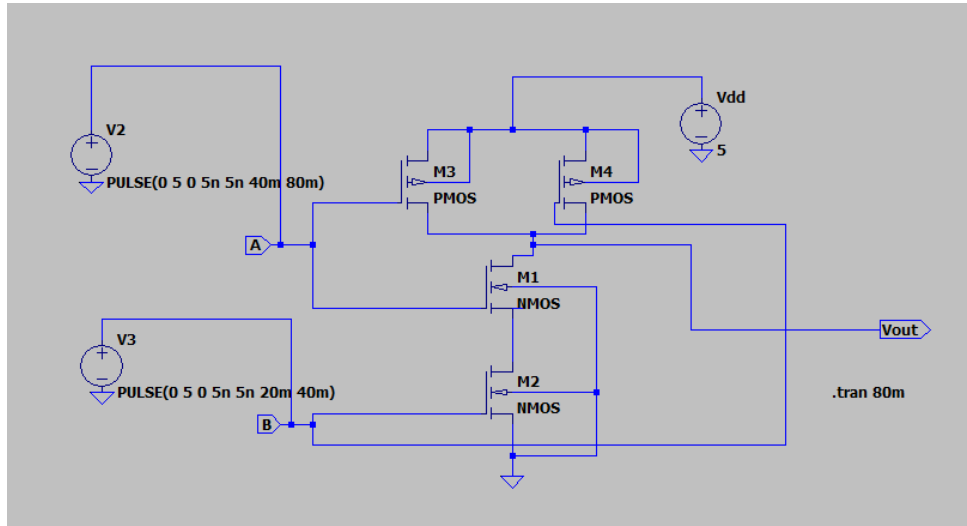 Vdd
V2
5
M3
M4
PULSE(0 5 0 5n 5n 40m 80m)
PMOS
PMOS
A
M1
NMOS
V3
Vout
M2
PULSE(0 5 0 5n 5n 20m 40m)
NMOS
.tran 80m
B